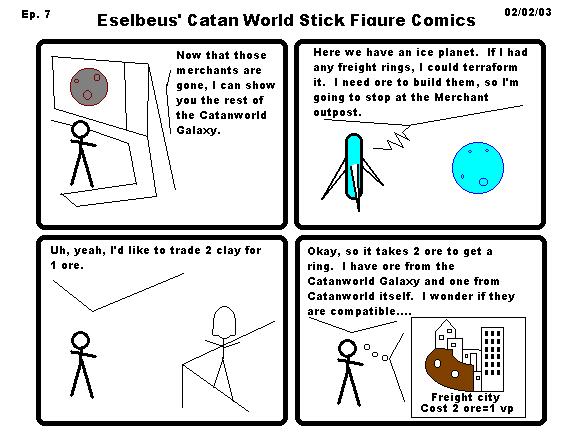 Ep. 7
Eselbeus' Catan World Stick Figure Comics
02/02/03
Now that those
merchants are
gone, I can show
you the rest of
the Catanworld
Galaxy.
Here we have an ice planet. If I had
any freight rings, I could terraform
it. I need ore to build them, so I'm
going to stop at the Merchant
outpost.
Uh, yeah, I'd like to trade 2 clay for
1 ore.
Okay, so it takes 2 ore to get a
ring. I have ore from the
Catanworld Galaxy and one from
Catanworld itself. I wonder if they
are compatible....
Freight city
Cost 2 ore=1 vp